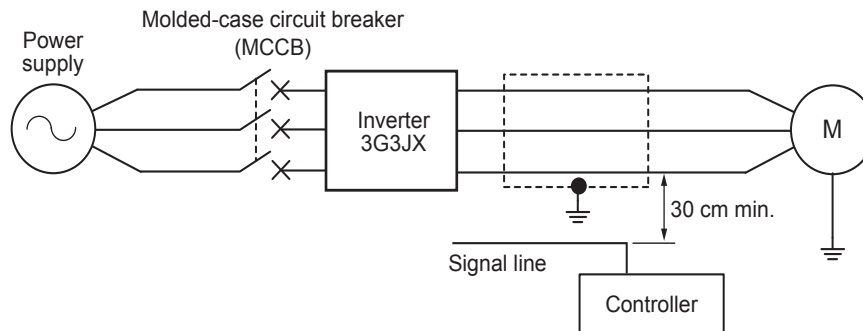 Molded-case circuit breaker
(MCCB)
Power
supply
Inverter
3G3JX
M
30 cm min.
Signal line
Controller